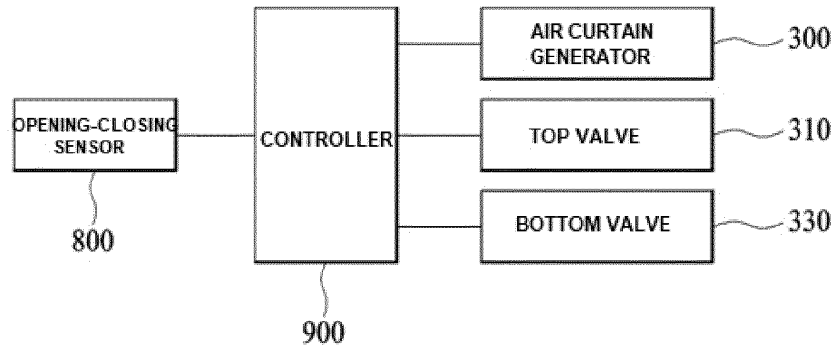 AIR CURTAIN
GENERATOR
300
OPENING-CLOSING
SENSOR
800
CONTROLLER
900
TOP VALVE
310
BOTTOM VALVE
330